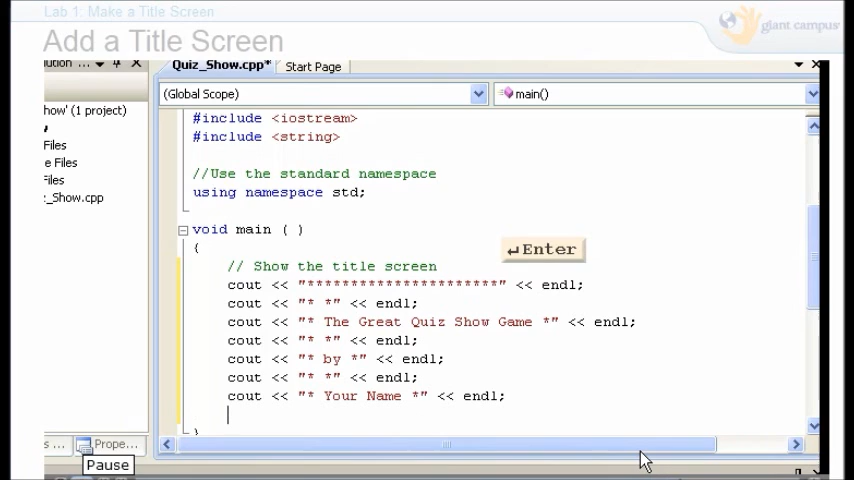 Lab 1: Make a Title Screen
Add a Title Screen
giant campus
ution ...
Quiz_Show.cpp*
Start Page
(Global Scope)
main()
how' (1 project)
Files
e Files
Files
z_Show.cpp
#include <iostream>
#include <string>
//Use the standard namespace
using namespace std;
void main ( )
{
// Show the title screen
cout << "**********************" << endl;
cout << "* *" << endl;
cout << "* The Great Quiz Show Game *" << endl;
cout << "* *" << endl;
cout << "* by *" << endl;
cout << "* *" << endl;
cout << "* Your Name *" << endl;
}
↵Enter
s ...
Prope...
Pause